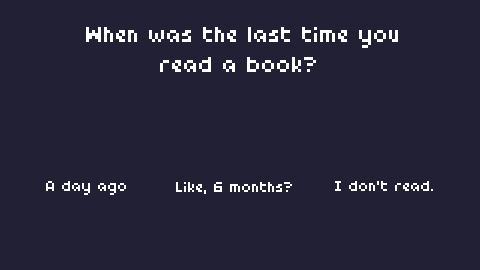 When was the last time you
read a book?
A day ago
Like, 6 months?
I don't read.